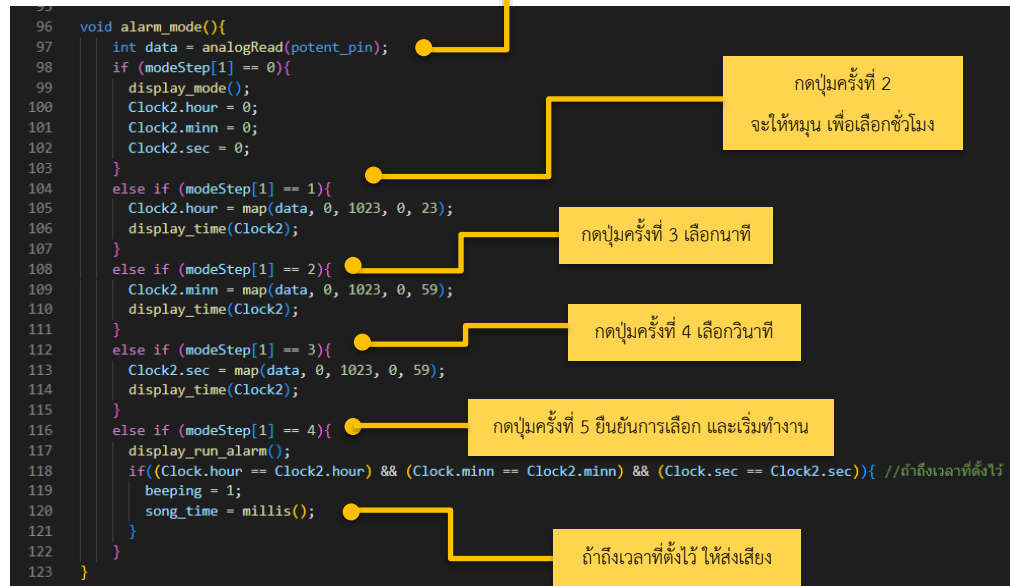 95
96 void alarm_mode(){
97 int data = analogRead(potent_pin);
98 if (modeStep[1] == 0){
99 display_mode();
100 Clock2.hour = 0;
101 Clock2.minn = 0;
102 Clock2.sec = 0;
103 }
104 else if (modeStep[1] == 1){
105 Clock2.hour = map(data, 0, 1023, 0, 23);
106 display_time(Clock2);
107 }
108 else if (modeStep[1] == 2){
109 Clock2.minn = map(data, 0, 1023, 0, 59);
110 display_time(Clock2);
111 }
112 else if (modeStep[1] == 3){
113 Clock2.sec = map(data, 0, 1023, 0, 59);
114 display_time(Clock2);
115 }
116 else if (modeStep[1] == 4){
117 display_run_alarm();
118 if((Clock.hour == Clock2.hour) && (Clock.minn == Clock2.minn) && (Clock.sec == Clock2.sec)){ //ถ้าถึงเวลาที่ตั้งไว้
119 beeping = 1;
120 song_time = millis();
121 }
122 }
123 }
กดปุ่มครั้งที่ 2
จะให้หมุน เพื่อเลือกชั่วโมง
กดปุ่มครั้งที่ 3 เลือกนาที
กดปุ่มครั้งที่ 4 เลือกวินาที
กดปุ่มครั้งที่ 5 ยืนยันการเลือก และเริ่มทำงาน
ถ้าถึงเวลาที่ตั้งไว้ ให้ส่งเสียง